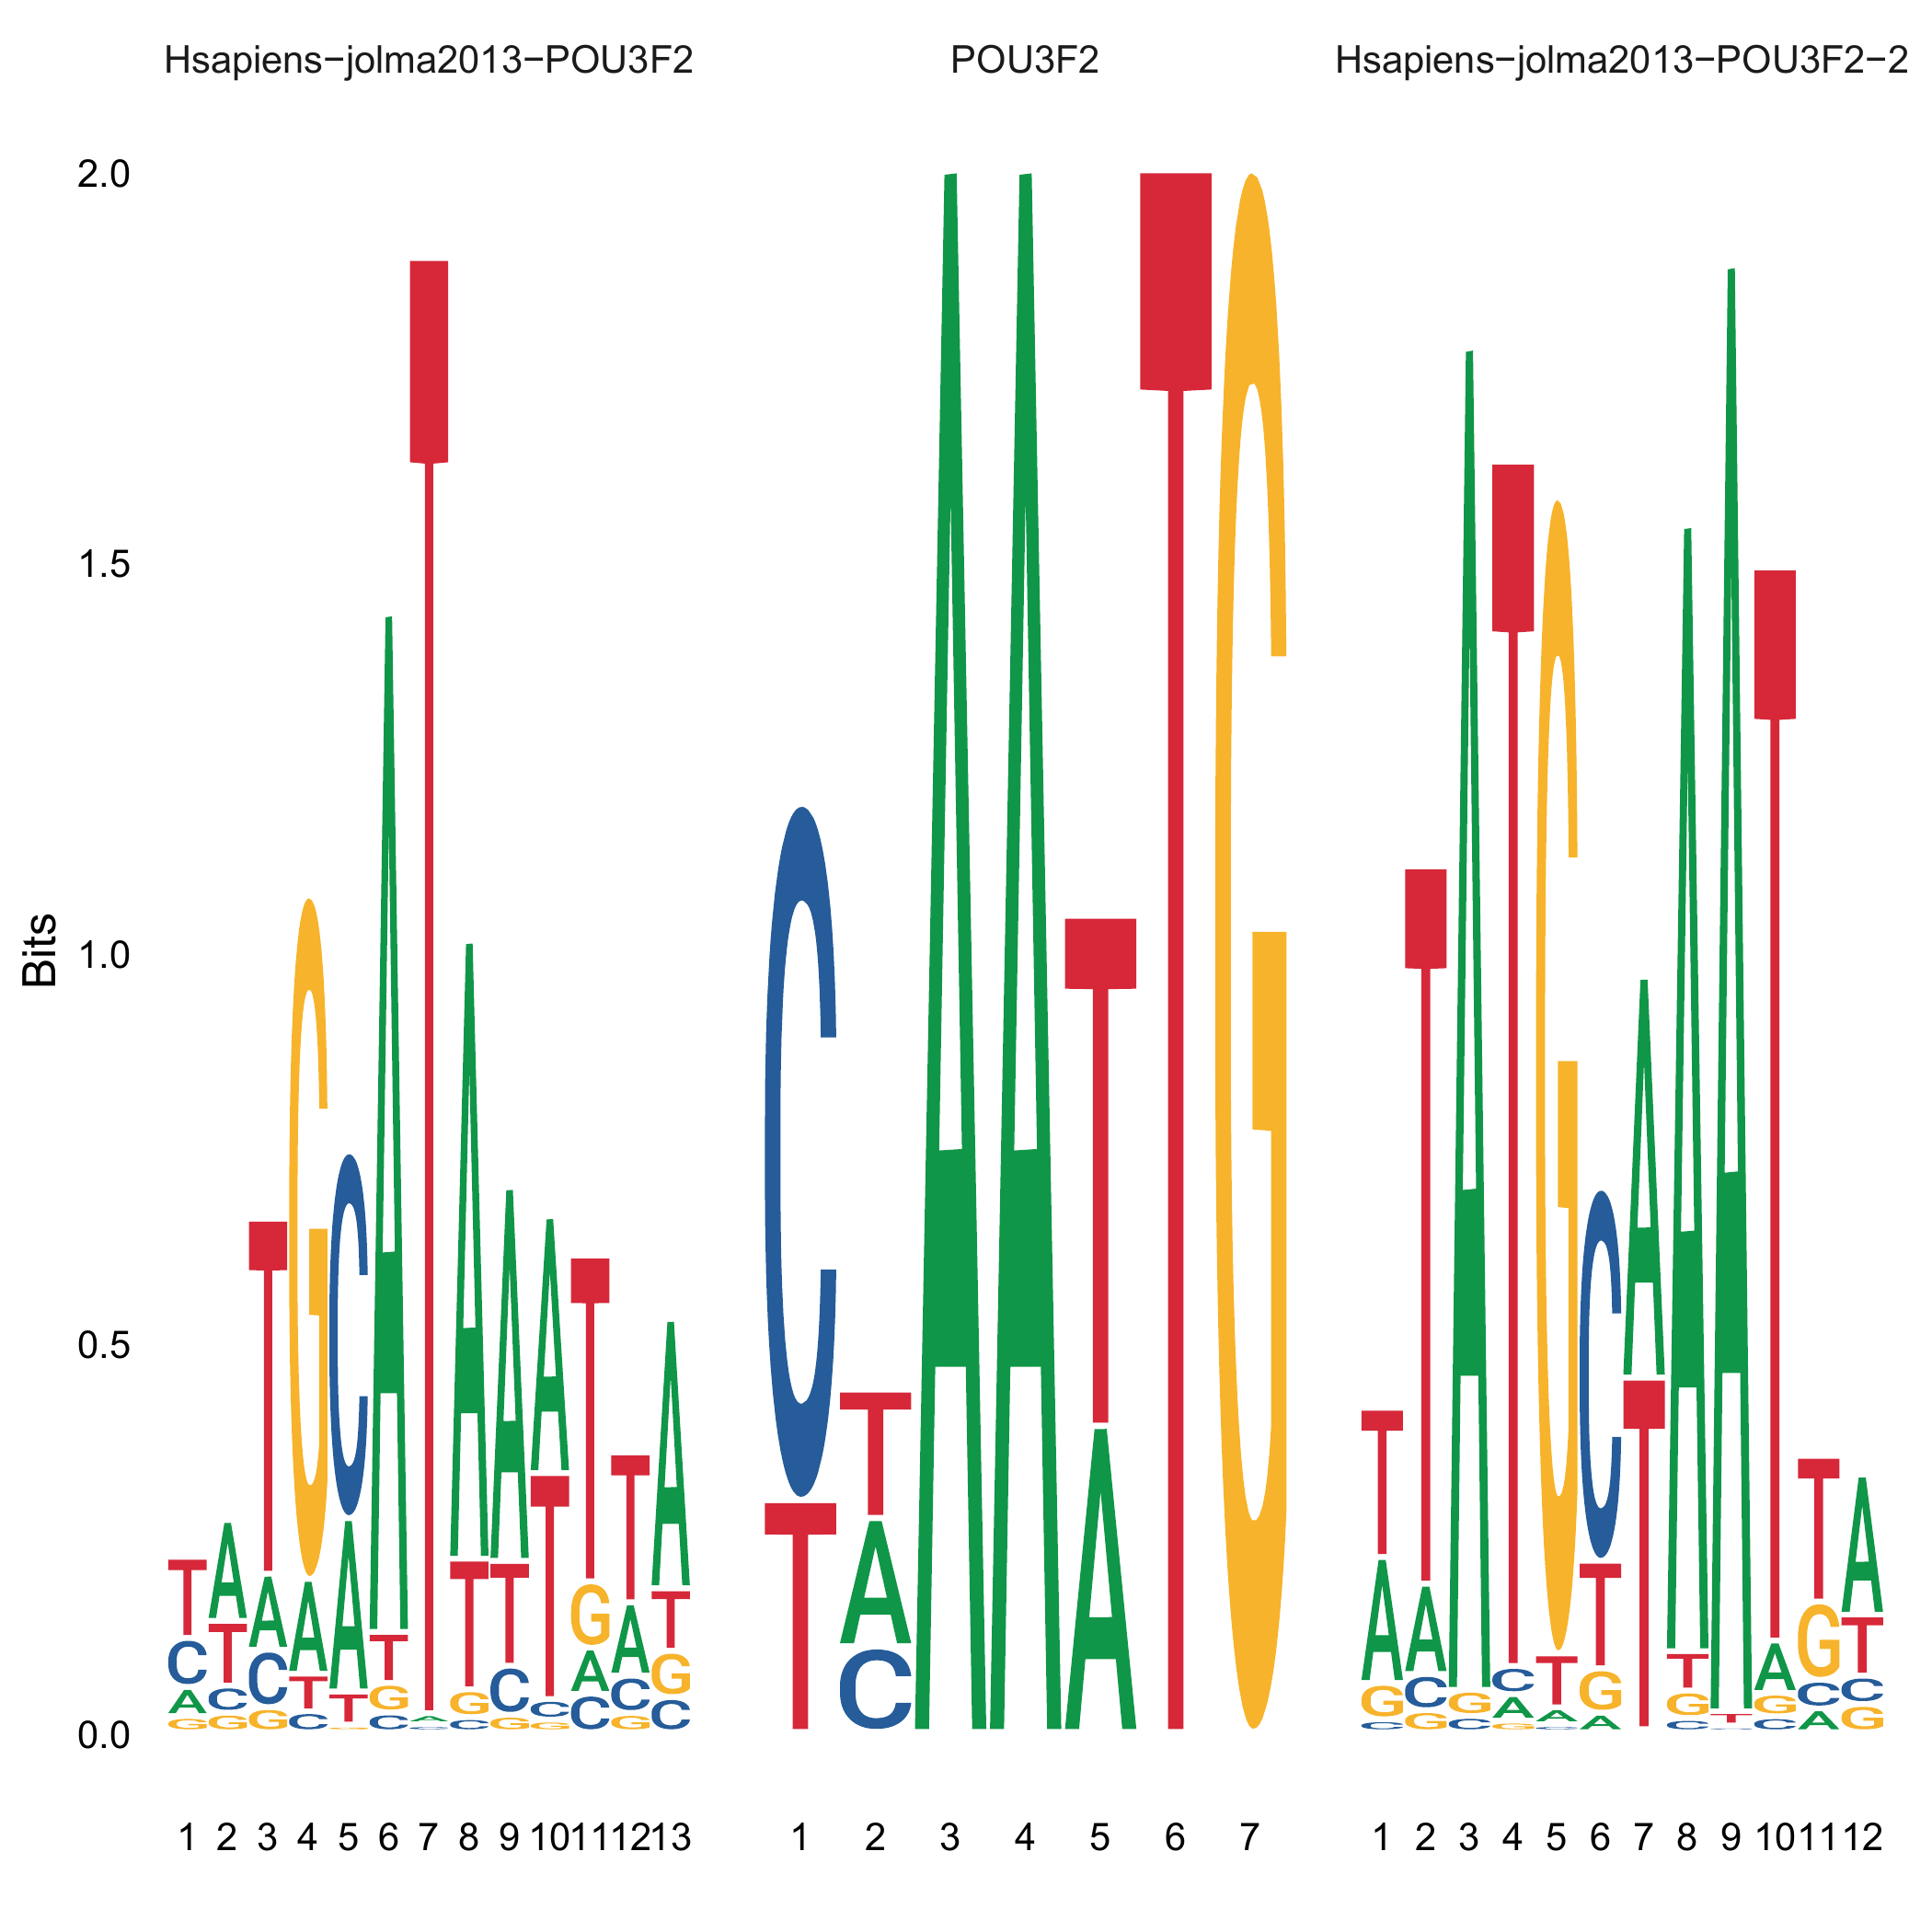 Hsapiens−jolma2013−POU3F2 POU3F2 Hsapiens−jolma2013−POU3F2−2
2.0
1.5
1.0
0.5
0.0
Bits
T C A G
A T C G
T A C G
G A T C
C A T
A T G C
T A C
A T G C
A T C G
A T C G
T G A C
T A C G
A T G C
C T
T A C
A
A
T A
T
G
T A G C
T A C G
A G C
T C A G
G T A C
C T G A
A T
A T G C
A T
T A G C
T G C A
A T C G
1 2 3 4 5 6 7 8 9 10 11 12 13
1 2 3 4 5 6 7
1 2 3 4 5 6 7 8 9 10 11 12